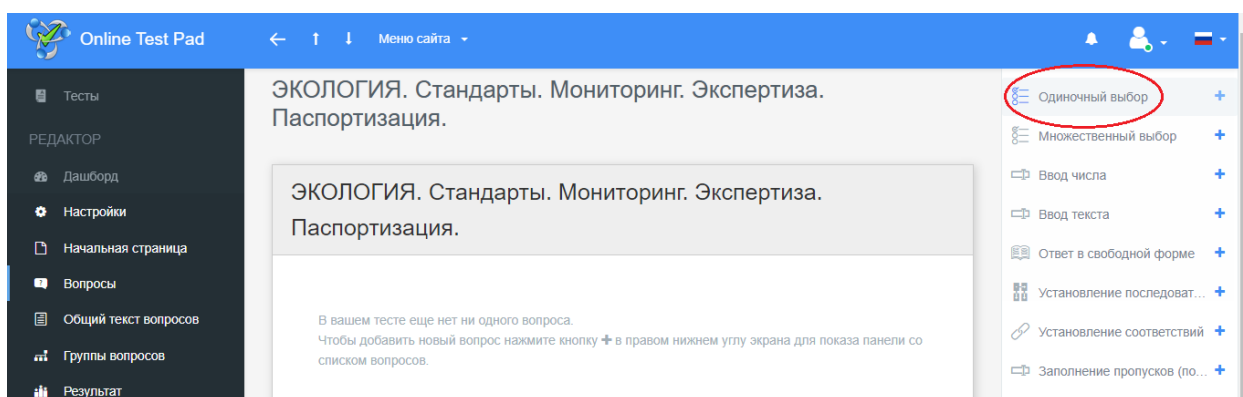 Online Test Pad
Меню сайта
Тесты
РЕДАКТОР
Дашборд
Настройки
Начальная страница
Вопросы
Общий текст вопросов
Группы вопросов
Результат
ЭКОЛОГИЯ. Стандарты. Мониторинг. Экспертиза.
Паспортизация.
ЭКОЛОГИЯ. Стандарты. Мониторинг. Экспертиза.
Паспортизация.
В вашем тесте еще нет ни одного вопроса.
Чтобы добавить новый вопрос нажмите кнопку + в правом нижнем углу экрана для показа панели со
списком вопросов.
Одиночный выбор
Множественный выбор
Ввод числа
Ввод текста
Ответ в свободной форме
Установление последоват...
Установление соответствий
Заполнение пропусков (по...